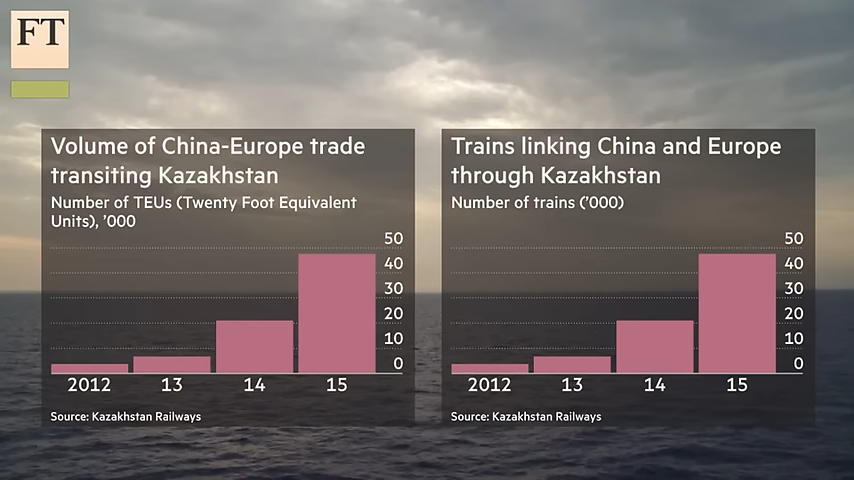 FT
Volume of China-Europe trade
transiting Kazakhstan
Number of TEUs (Twenty Foot Equivalent
Units), ’000
50
40
30
20
10
0
2012 13 14 15
Source: Kazakhstan Railways
Trains linking China and Europe
through Kazakhstan
Number of trains (’000)
50
40
30
20
10
0
2012 13 14 15
Source: Kazakhstan Railways